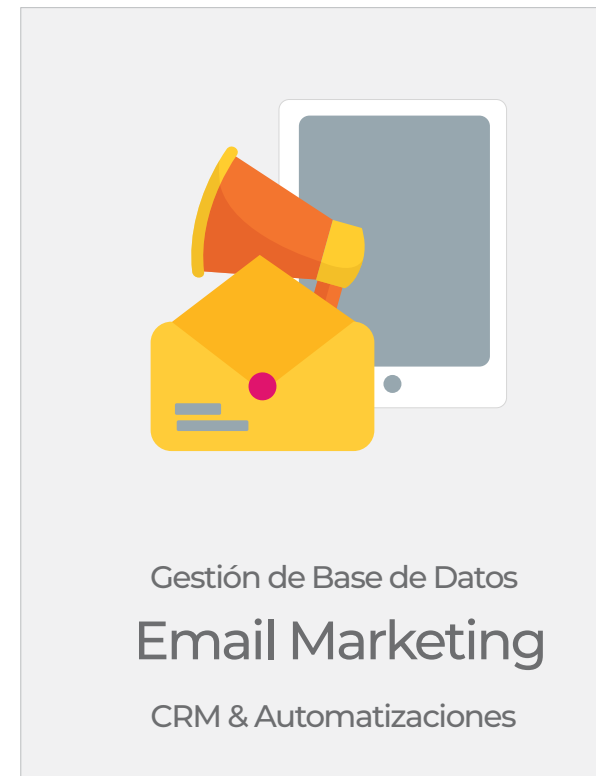 Gestión de Base de Datos
Email Marketing
CRM & Automatizaciones